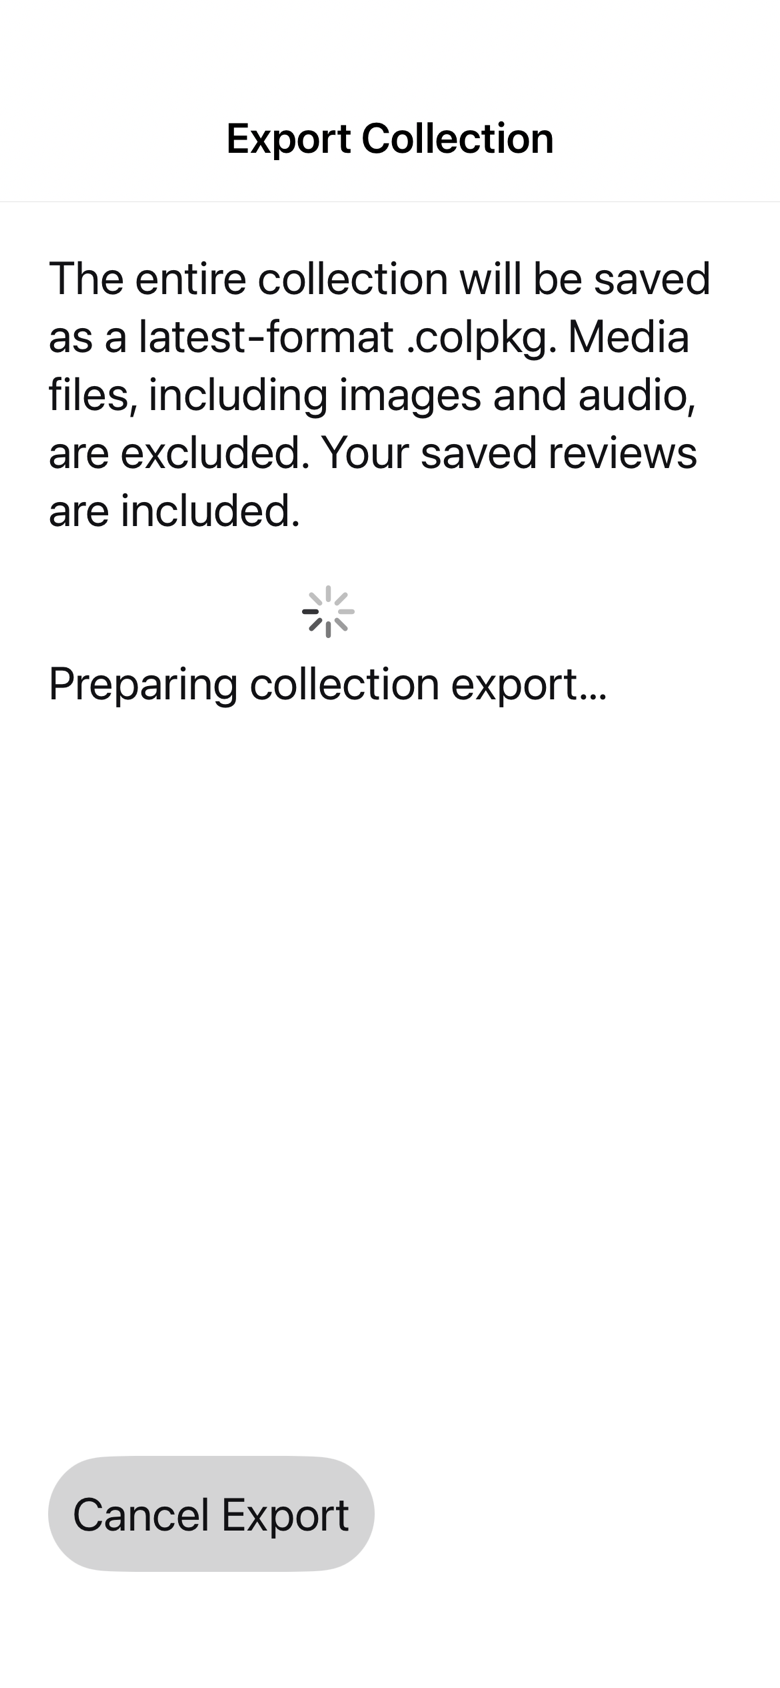 Export Collection
The entire collection will be saved
as a latest-format .colpkg. Media
files, including images and audio,
are excluded. Your saved reviews
are included.
Preparing collection export...
Cancel Export